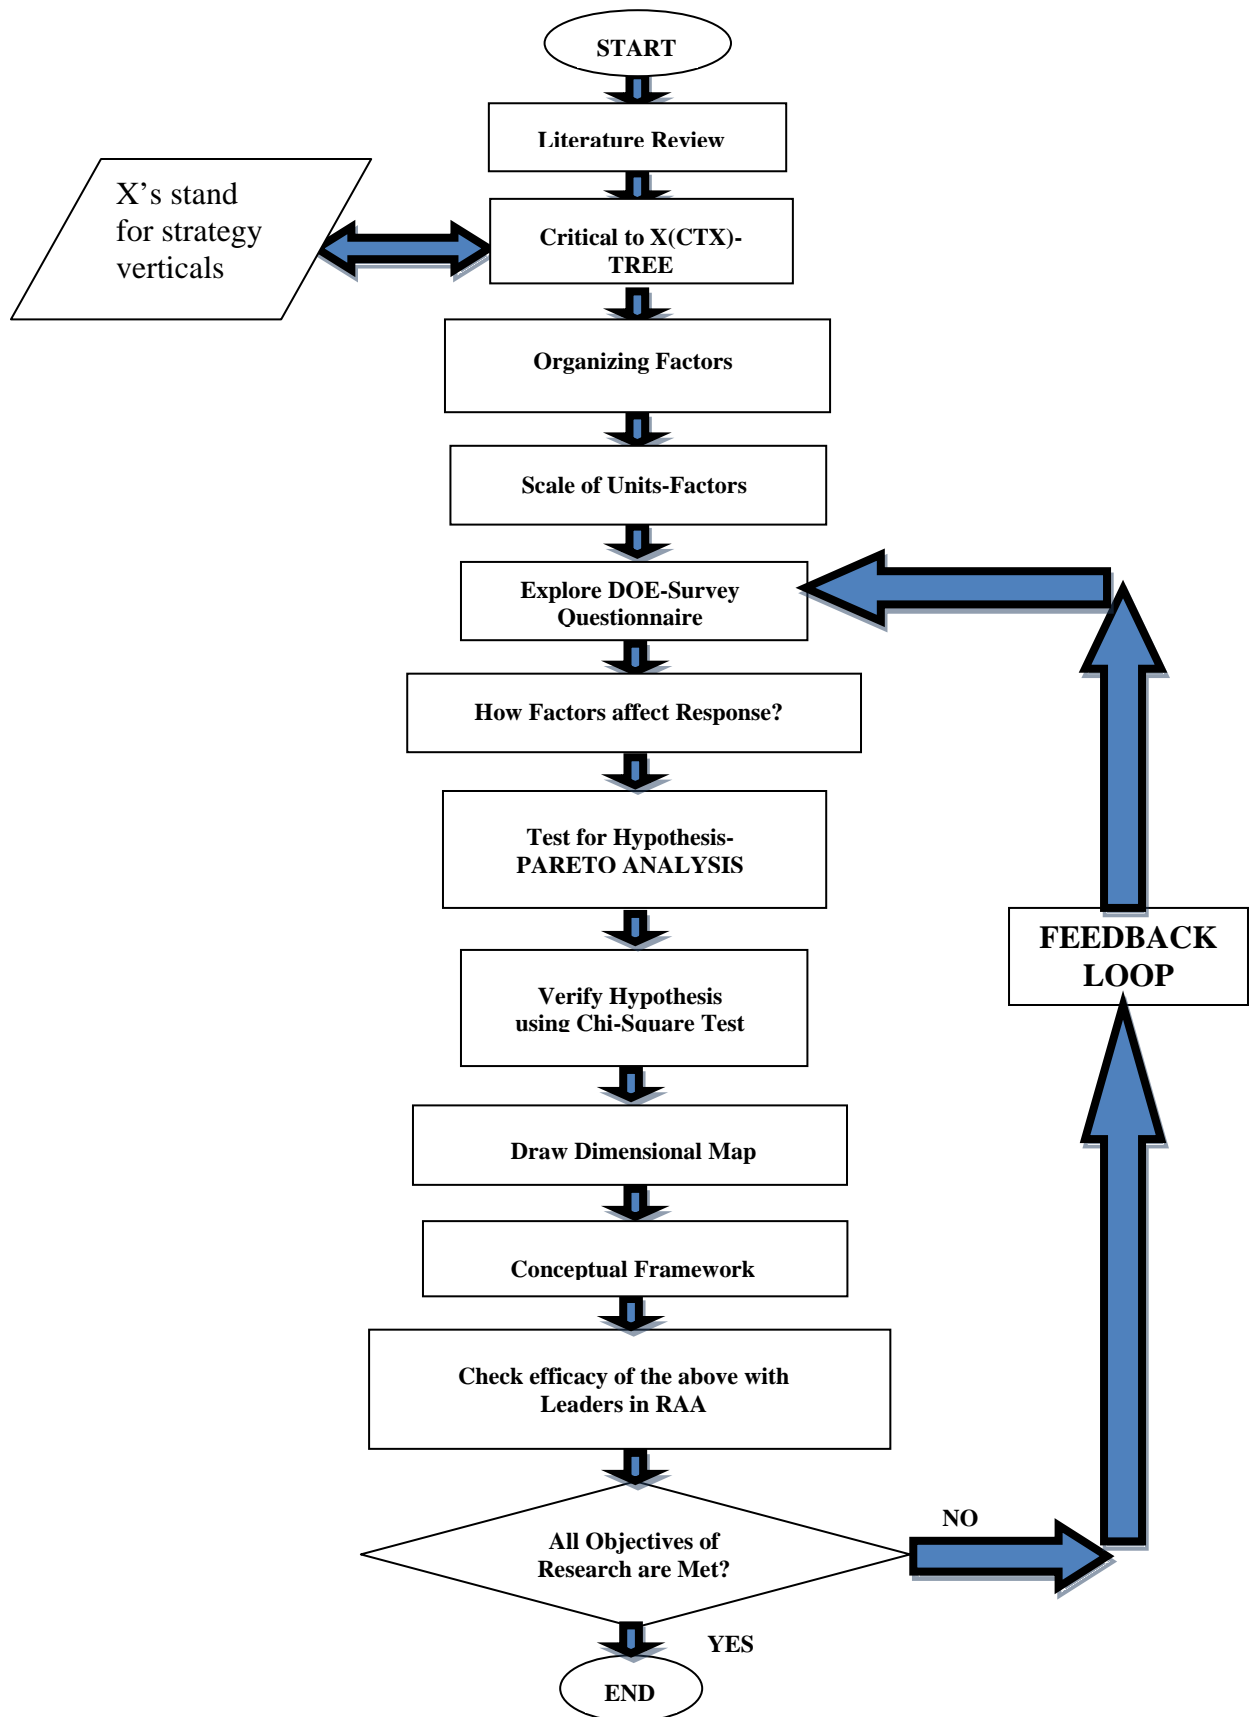 START
Literature Review
X’s stand
for strategy
verticals
Critical to X(CTX)-
TREE
Organizing Factors
Scale of Units-Factors
Explore DOE-Survey
Questionnaire
How Factors affect Response?
Test for Hypothesis-
PARETO ANALYSIS
FEEDBACK
LOOP
Verify Hypothesis
using Chi-Square Test
Draw Dimensional Map
Conceptual Framework
Check efficacy of the above with
Leaders in RAA
All Objectives of
Research are Met?
NO
YES
END